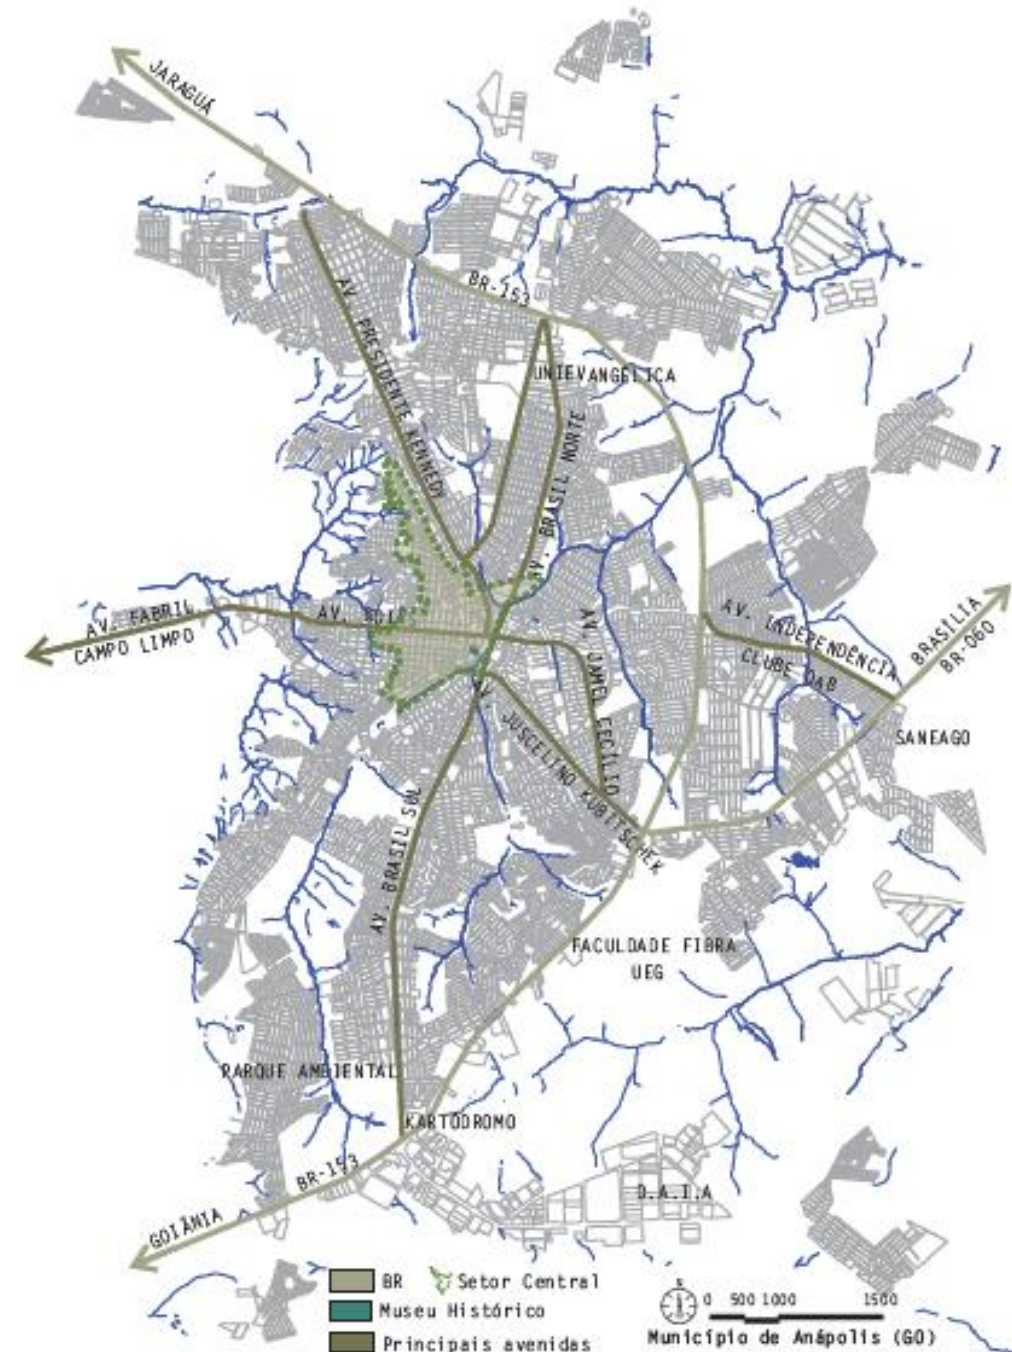 JARAGUÁ
BR-153
AV. PRESIDENTE KENNEDY
UNIEVANGÉLICA
AV. BRASIL NORTE
AV. FABRIL
CAMPO LIMPO
AV.
AV. JAMEL CECÍLIO
AV. INDEPENDÊNCIA
CLUBE OAB
BRASÍLIA
BR-060
SANEAGO
AV. JUSCELINO KUBITSCHEK
AV. BRASIL SUL
FACULDADE FIBRA
UEG
PARQUE AMBIENTAL
KARTÓDROMO
BR-153
GOIÂNIA
D.A.I.A
BR
Setor Central
Museu Histórico
Principais avenidas
N
0 500 1000 1500
Município de Anápolis (GO)